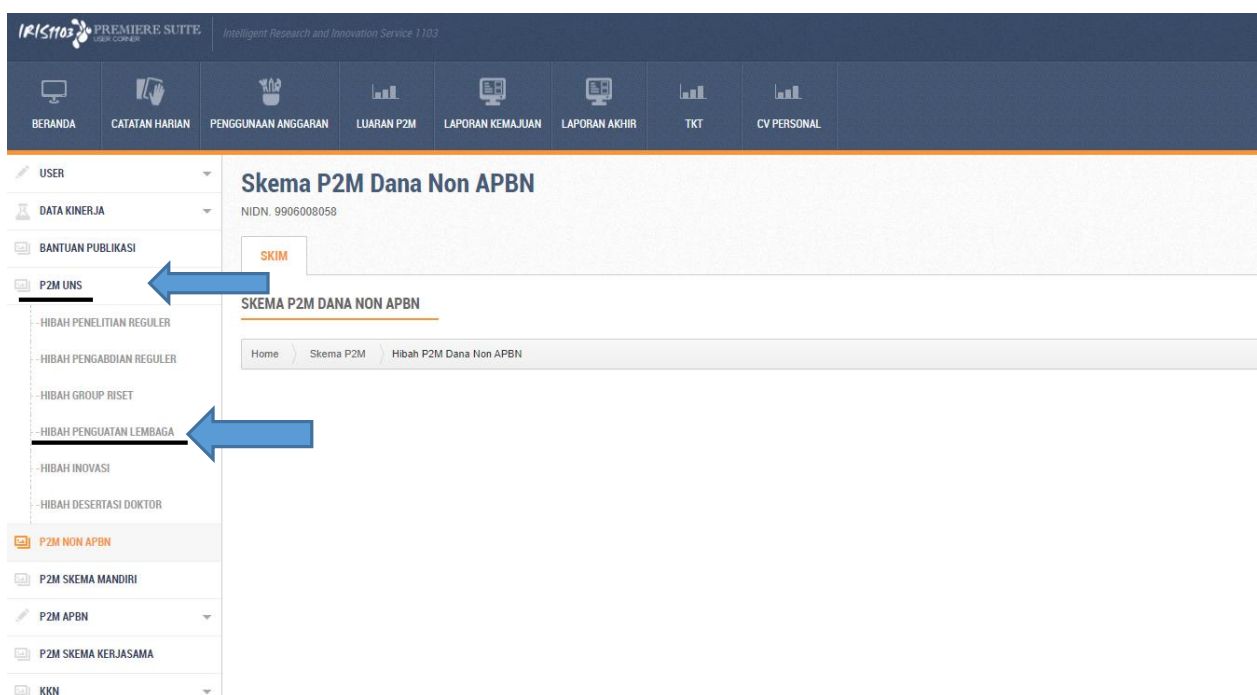 IRIS1103 PREMIERE SUITE
USER CORNER
Intelligent Research and Innovation Service 1103
BERANDA
CATATAN HARIAN
PENGGUNAAN ANGGARAN
LUARAN P2M
LAPORAN KEMAJUAN
LAPORAN AKHIR
TKT
CV PERSONAL
USER
DATA KINERJA
BANTUAN PUBLIKASI
P2M UNS
--HIBAH PENELITIAN REGULER
--HIBAH PENGABDIAN REGULER
--HIBAH GROUP RISET
--HIBAH PENGUATAN LEMBAGA
--HIBAH INOVASI
--HIBAH DESERTASI DOKTOR
P2M NON APBN
P2M SKEMA MANDIRI
P2M APBN
P2M SKEMA KERJASAMA
KKN
Skema P2M Dana Non APBN
NIDN. 9906008058
SKIM
SKEMA P2M DANA NON APBN
Home Skema P2M Hibah P2M Dana Non APBN